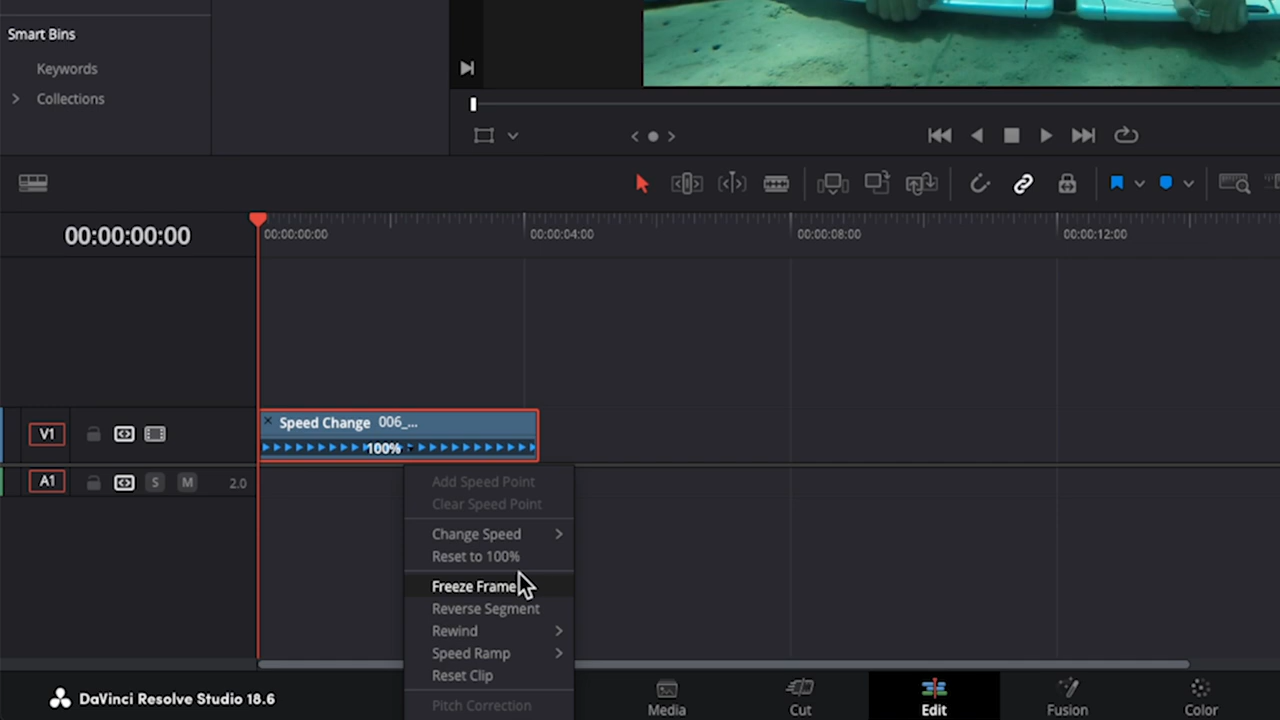 Smart Bins
Keywords
Collections
00:00:00:00
00:00:00:00
00:00:04:00
00:00:08:00
00:00:12:00
V1
Speed Change 006_...
100%
A1
S
M
2.0
Add Speed Point
Clear Speed Point
Change Speed
Reset to 100%
Freeze Frame
Reverse Segment
Rewind
Speed Ramp
Reset Clip
Pitch Correction
DaVinci Resolve Studio 18.6
Media
Cut
Edit
Fusion
Color